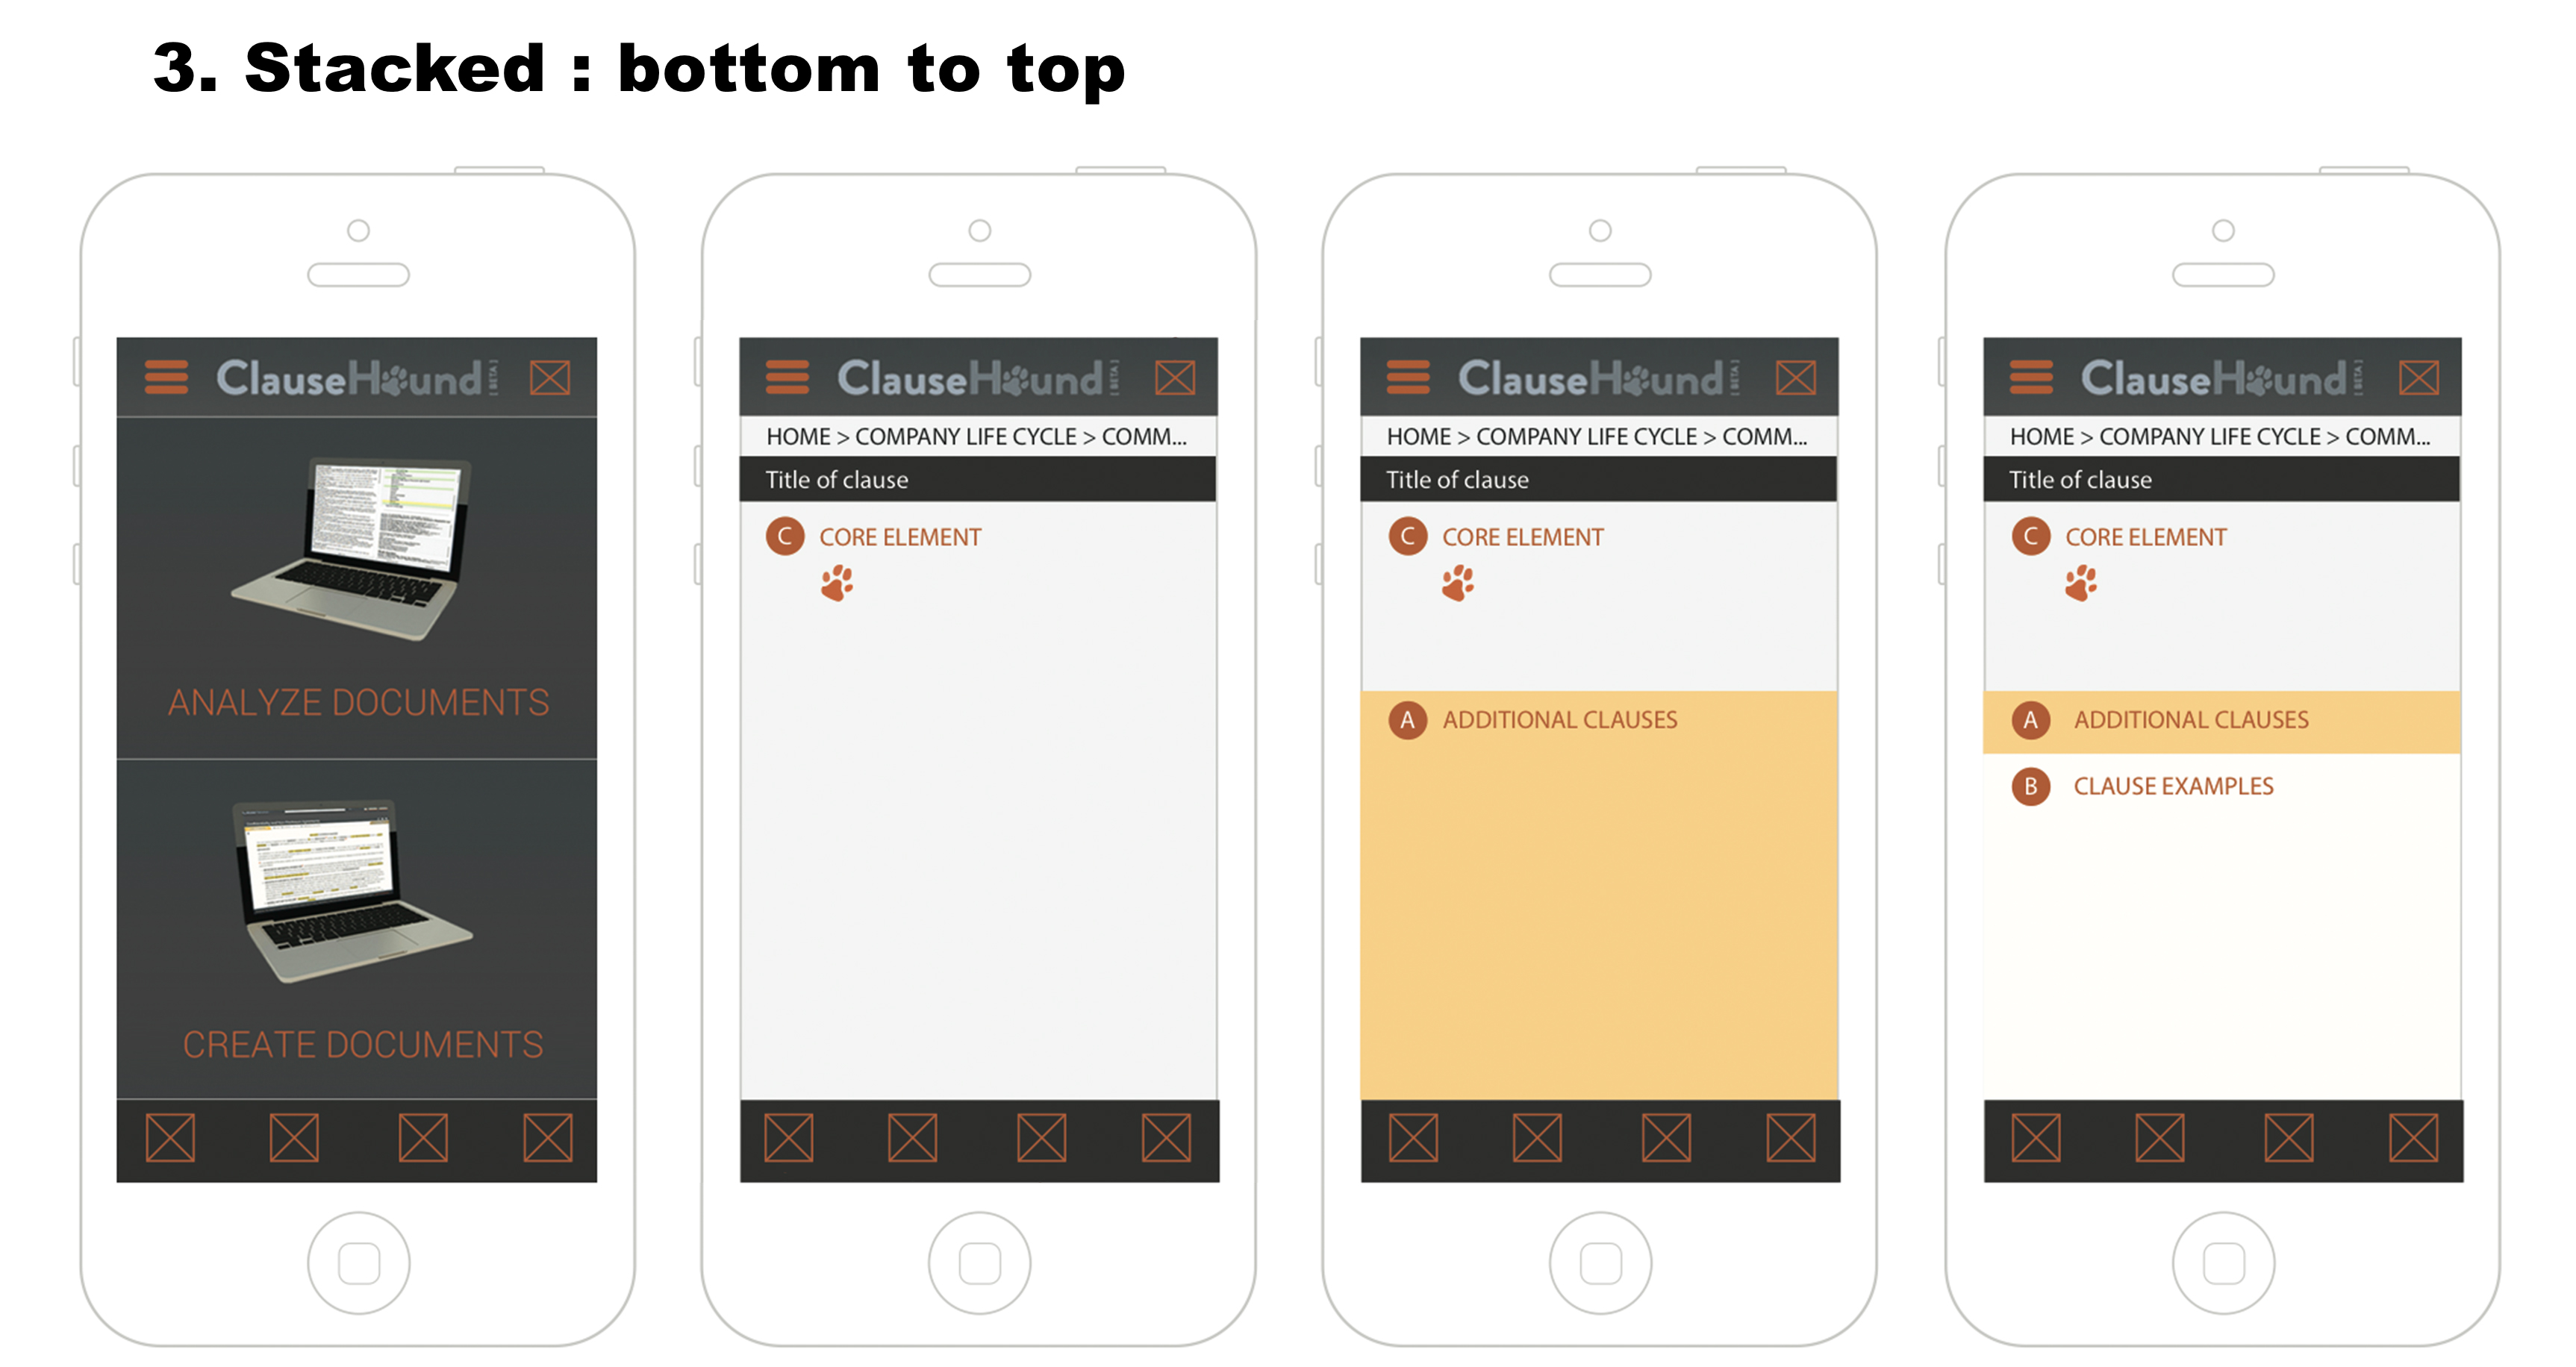 3. Stacked : bottom to top
ClauseHound [BETA]
ANALYZE DOCUMENTS
CREATE DOCUMENTS
ClauseHound [BETA]
HOME > COMPANY LIFE CYCLE > COMM...
Title of clause
C CORE ELEMENT
ClauseHound [BETA]
HOME > COMPANY LIFE CYCLE > COMM...
Title of clause
C CORE ELEMENT
A ADDITIONAL CLAUSES
ClauseHound [BETA]
HOME > COMPANY LIFE CYCLE > COMM...
Title of clause
C CORE ELEMENT
A ADDITIONAL CLAUSES
B CLAUSE EXAMPLES